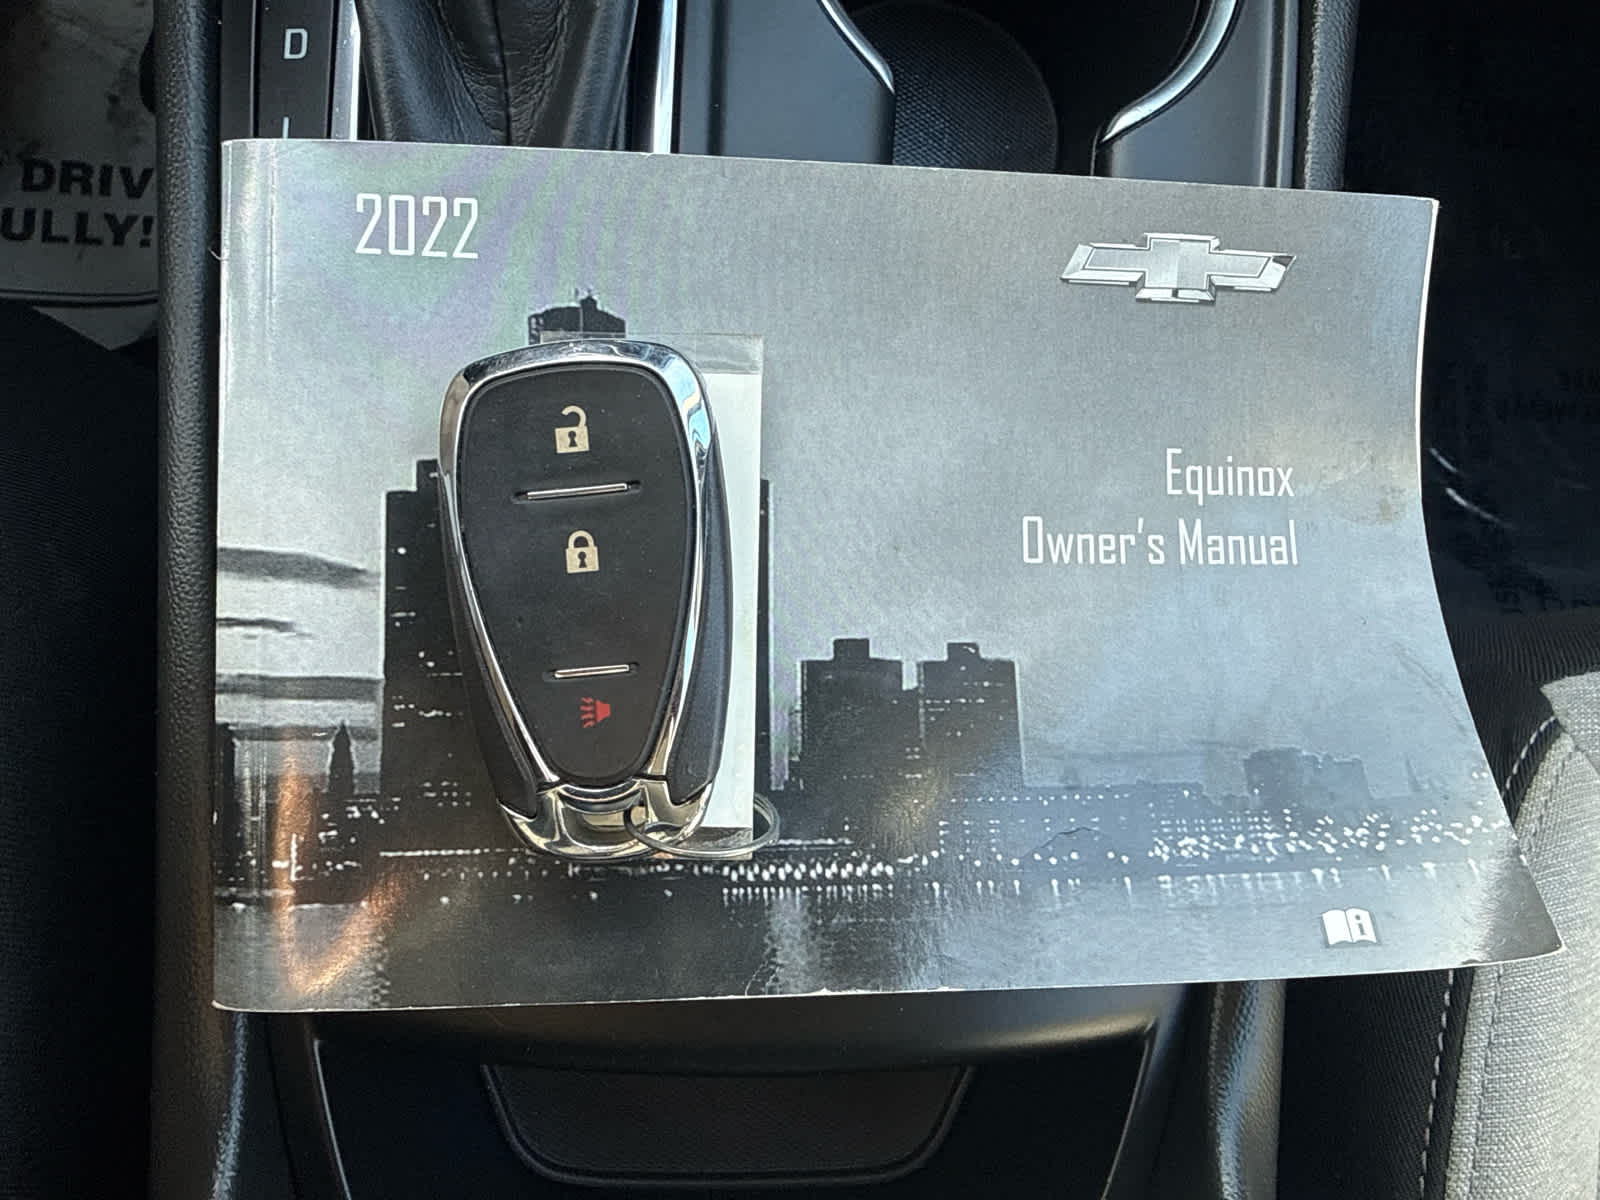 D
L
DRIV
ULLY!
2022
Equinox
Owner's Manual
i